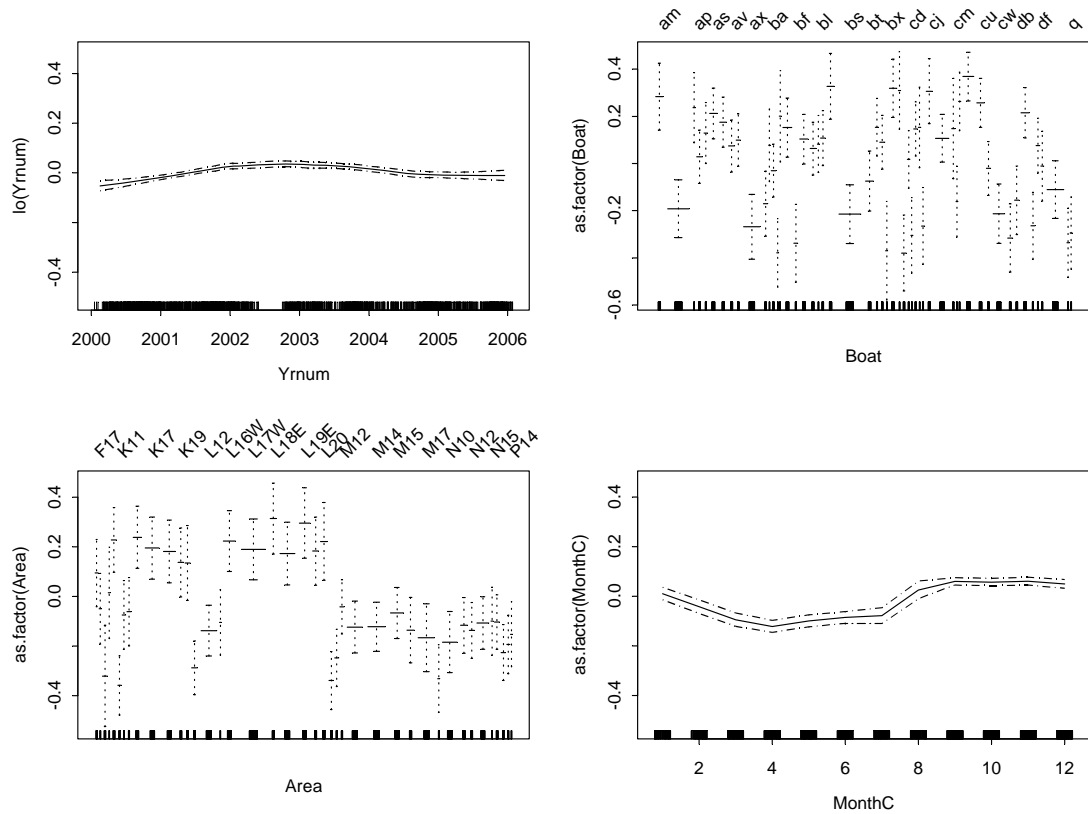 0.4
0.2
0.0
-0.4
lo(Yrnum)
2000 2001 2002 2003 2004 2005 2006
Yrnum
am ap as av ax ba bf bl bs bt bx cd cj cm cu cw db df q
0.4
0.2
-0.2
-0.6
as.factor(Boat)
Boat
F17 K11 K17 K19 L12 L16W L17W L18E L19E L20 M12 M14 M15 M17 N10 N12 N15 P14
0.4
0.2
0.0
-0.4
as.factor(Area)
Area
0.4
0.2
0.0
-0.4
as.factor(MonthC)
2 4 6 8 10 12
MonthC